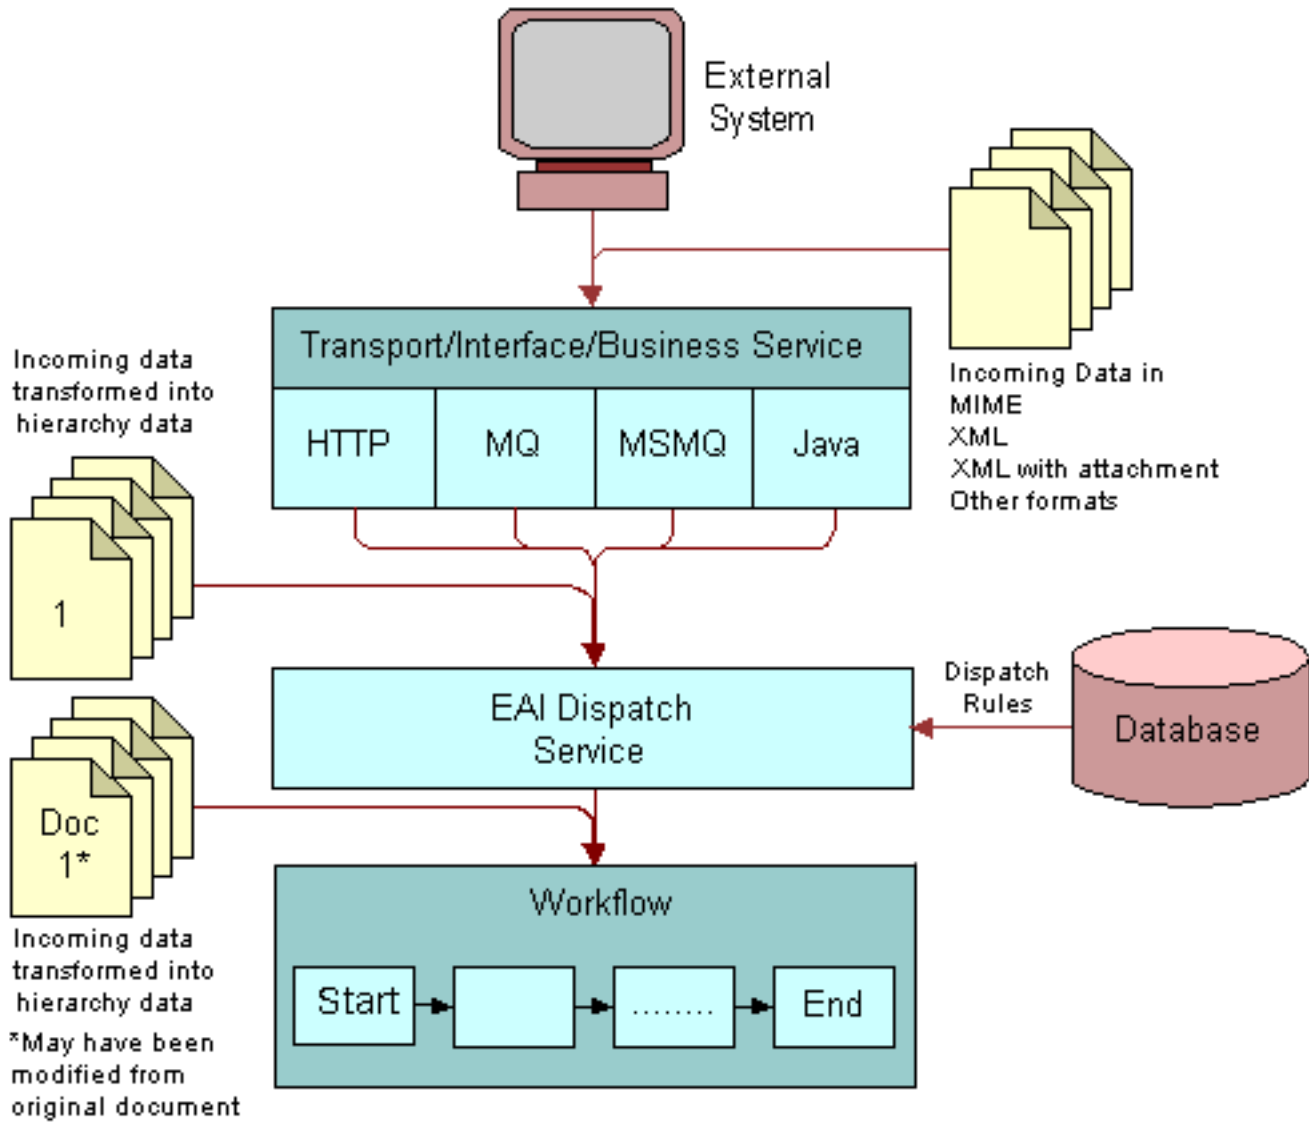 External
System
Transport/Interface/Business Service
HTTP
MQ
MSMQ
Java
Incoming Data in
MIME
XML
XML with attachment
Other formats
Incoming data
transformed into
hierarchy data
1
EAI Dispatch
Service
Dispatch
Rules
Database
Doc
1*
Incoming data
transformed into
hierarchy data
*May have been
modified from
original document
Workflow
Start
........
End